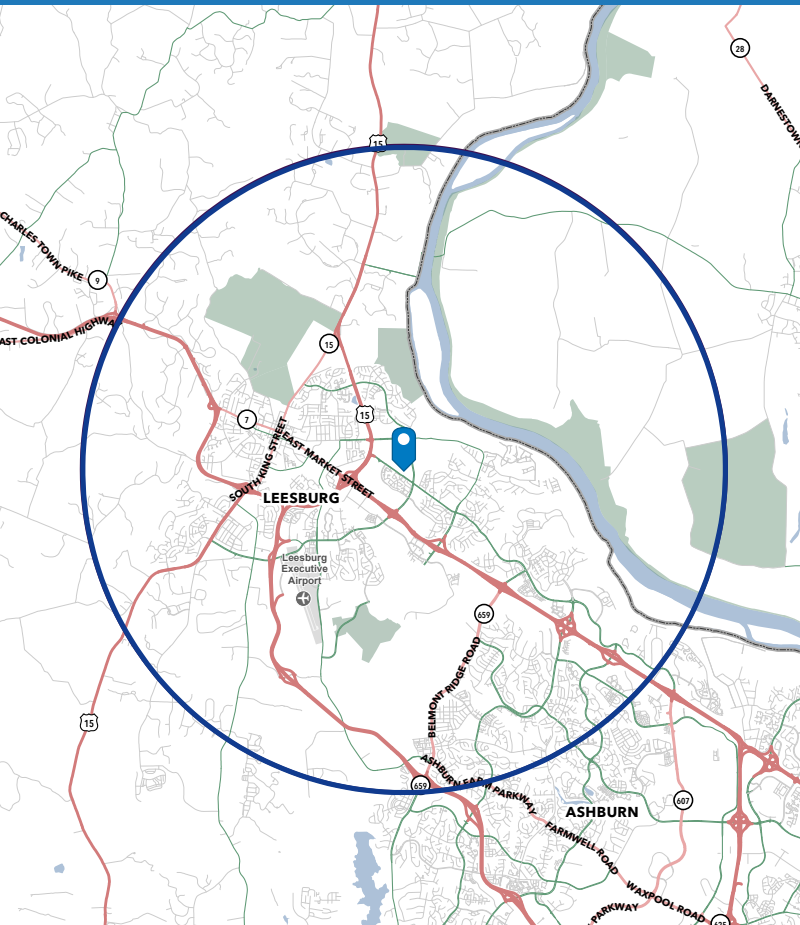 28
DARNESTOWN
15
CHARLES TOWN PIKE
9
AST COLONIAL HIGHWAY
15
15
7
SOUTH KING STREET
EAST MARKET STREET
LEESBURG
Leesburg
Executive
Airport
659
BELMONT RIDGE ROAD
15
ASHBURN FARM PARKWAY
659
607
ASHBURN
FARMWELL ROAD
WAXPOOL ROAD
PARKWAY
625